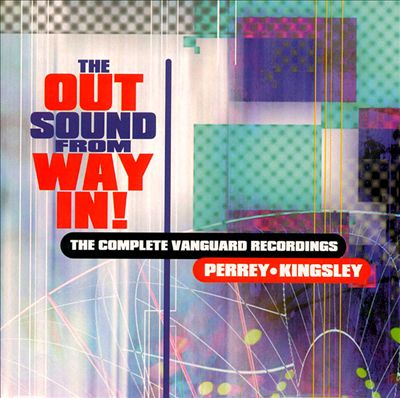 THE
OUT
SOUND
FROM
WAY
IN!
THE COMPLETE VANGUARD RECORDINGS
PERREY•KINGSLEY